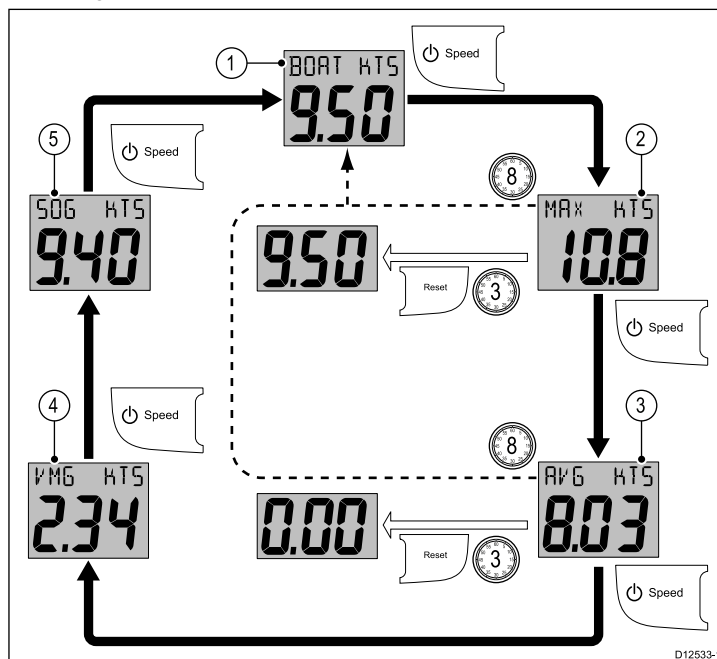 1
BOAT KTS
9.50
Speed
5
Speed
SOG KTS
9.40
8
2
MAX KTS
10.8
9.50
Reset
3
Speed
4
Speed
VMG KTS
2.34
8
3
AVG KTS
8.03
0.00
Reset
3
Speed
D12533-1